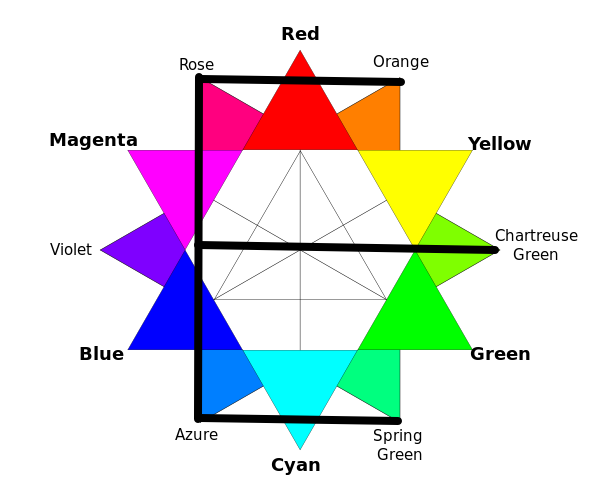 Red
Rose
Orange
Magenta
Yellow
Violet
Chartreuse
Green
Blue
Green
Azure
Spring
Green
Cyan